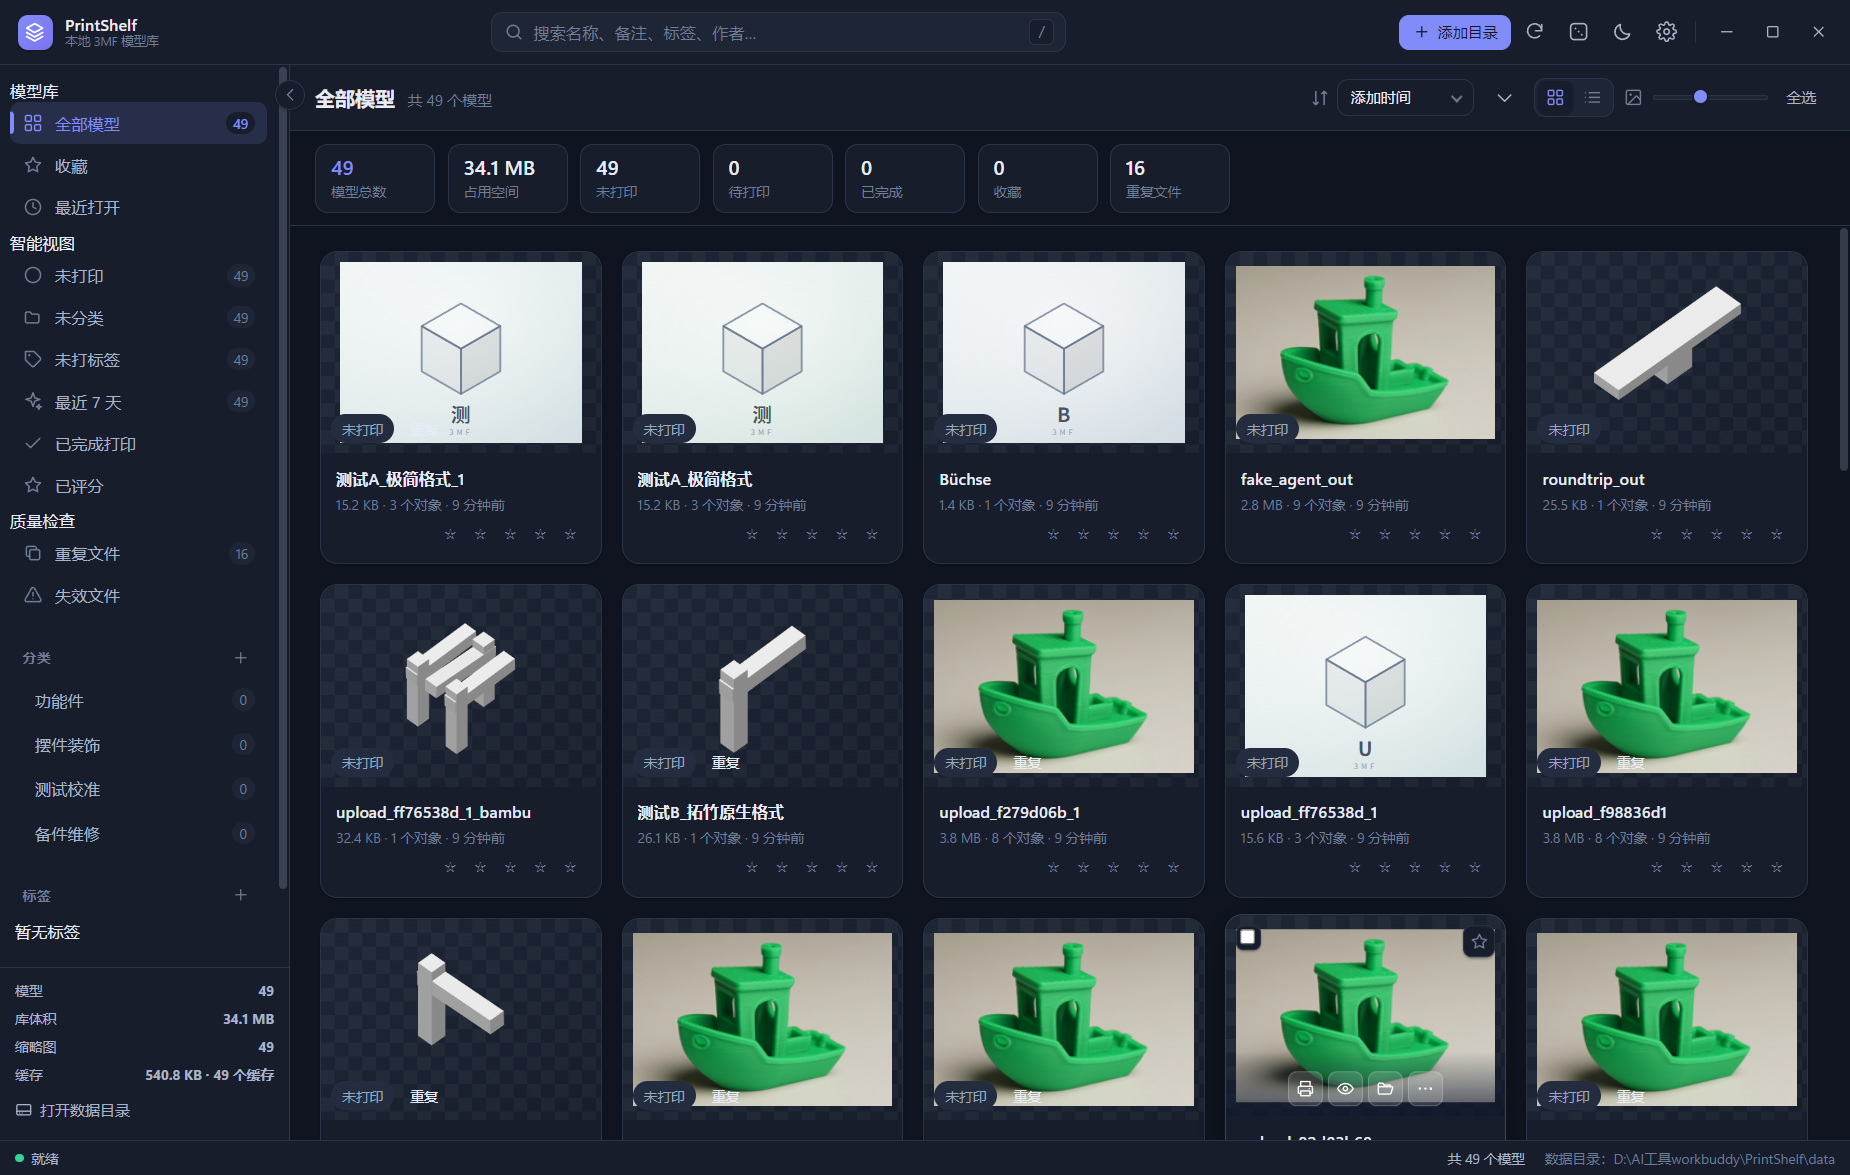 PrintShelf
本地 3MF 模型库
搜索名称、备注、标签、作者...
/
添加目录
模型库
全部模型 49
收藏
最近打开
智能视图
未打印 49
未分类 49
未打标签 49
最近 7 天 49
已完成打印
已评分
质量检查
重复文件 16
失效文件
分类
功能件 0
摆件装饰 0
测试校准 0
备件维修 0
标签
暂无标签
模型 49
库体积 34.1 MB
缩略图 49
缓存 540.8 KB · 49 个缓存
打开数据目录
全部模型 共 49 个模型
添加时间
全选
49 模型总数
34.1 MB 占用空间
49 未打印
0 待打印
0 已完成
0 收藏
16 重复文件
测
3MF
未打印
测试A_极简格式_1
15.2 KB · 3 个对象 · 9 分钟前
测
3MF
未打印
测试A_极简格式
15.2 KB · 3 个对象 · 9 分钟前
B
3MF
未打印
Büchse
1.4 KB · 1 个对象 · 9 分钟前
未打印
fake_agent_out
2.8 MB · 9 个对象 · 9 分钟前
未打印
roundtrip_out
25.5 KB · 1 个对象 · 9 分钟前
未打印
upload_ff76538d_1_bambu
32.4 KB · 1 个对象 · 9 分钟前
未打印 重复
测试B_拓竹原生格式
26.1 KB · 1 个对象 · 9 分钟前
未打印 重复
upload_f279d06b_1
3.8 MB · 8 个对象 · 9 分钟前
U
3MF
未打印
upload_ff76538d_1
15.6 KB · 3 个对象 · 9 分钟前
未打印 重复
upload_f98836d1
3.8 MB · 8 个对象 · 9 分钟前
未打印 重复
未打印 重复
未打印 重复
未打印 重复
就绪
共 49 个模型
数据目录: D:\AI工具workbuddy\PrintShelf\data